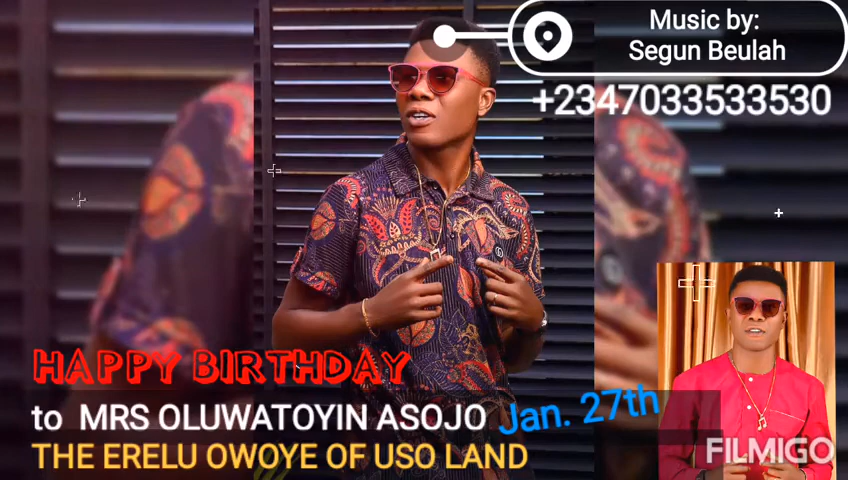 Music by:
Segun Beulah
+2347033533530
HAPPY BIRTHDAY
to MRS OLUWATOYIN ASOJO Jan. 27th
THE ERELU OWOYE OF USO LAND
FILMIGO